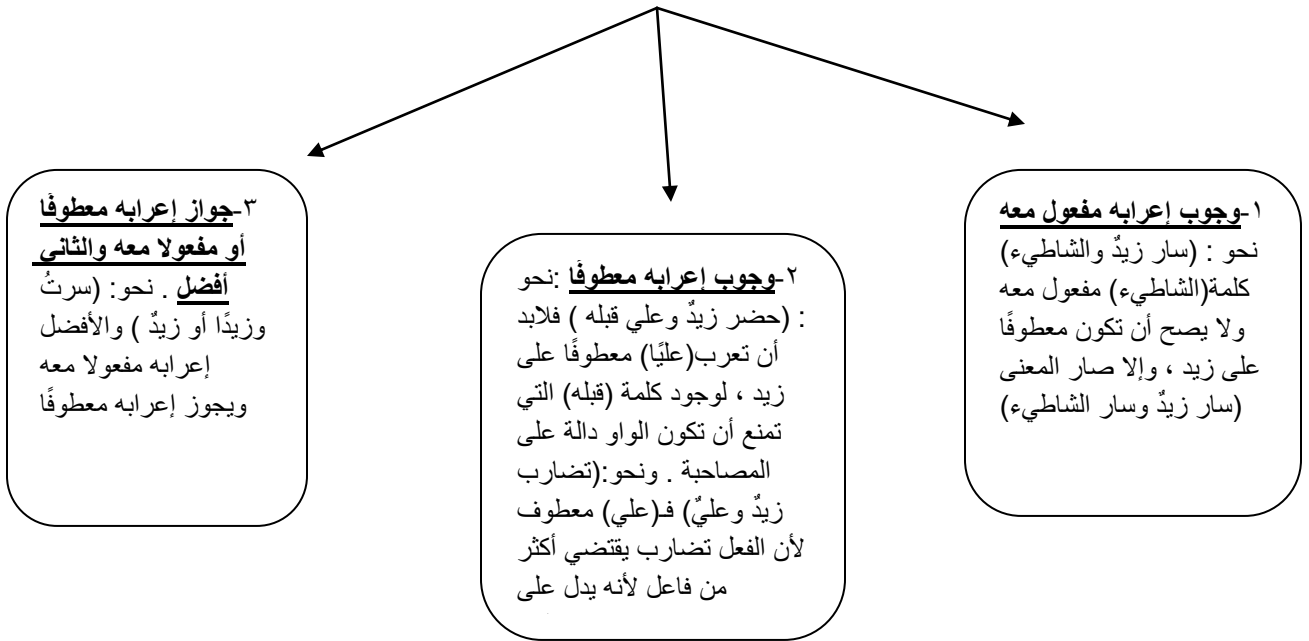 ١-وجوب إعرابه مفعول معه
نحو : (سار زيدٌ والشاطيء)
كلمة(الشاطيء) مفعول معه
ولا يصح أن تكون معطوفًا
على زيد ، وإلا صار المعنى
(سار زيدٌ وسار الشاطيء)
٢-وجوب إعرابه معطوفًا :نحو
: (حضر زيدٌ وعلي قبله ) فلابد
أن تعرب(عليًا) معطوفًا على
زيد ، لوجود كلمة (قبله) التي
تمنع أن تكون الواو دالة على
المصاحبة . ونحو:(تضارب
زيدٌ وعليٌ) فـ(علي) معطوف
لأن الفعل تضارب يقتضي أكثر
من فاعل لأنه يدل على
٣-جواز إعرابه معطوفًا
أو مفعولا معه والثاني
أفضل . نحو: (سرتُ
وزيدًا أو زيدٌ ) والأفضل
إعرابه مفعولا معه
ويجوز إعرابه معطوفًا